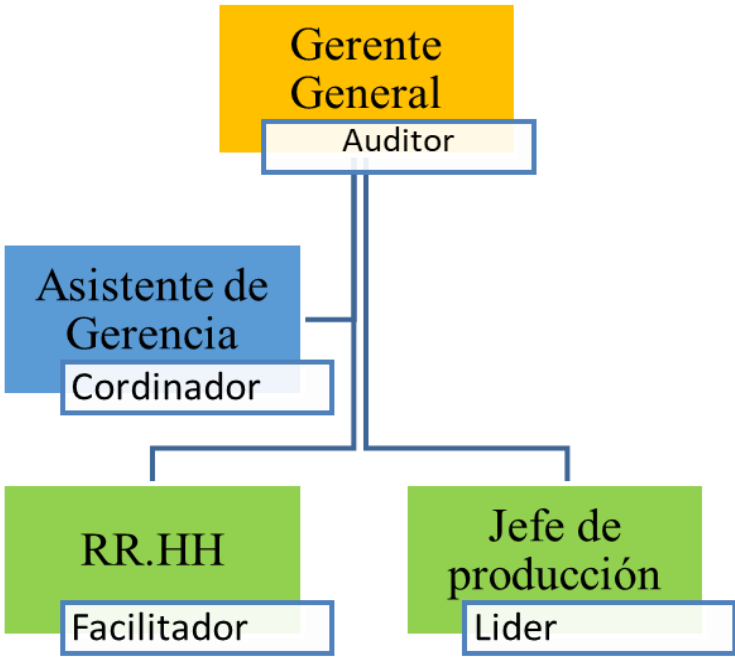 Gerente
General
Auditor
Asistente de
Gerencia
Cordinador
RR.HH
Facilitador
Jefe de
producción
Lider